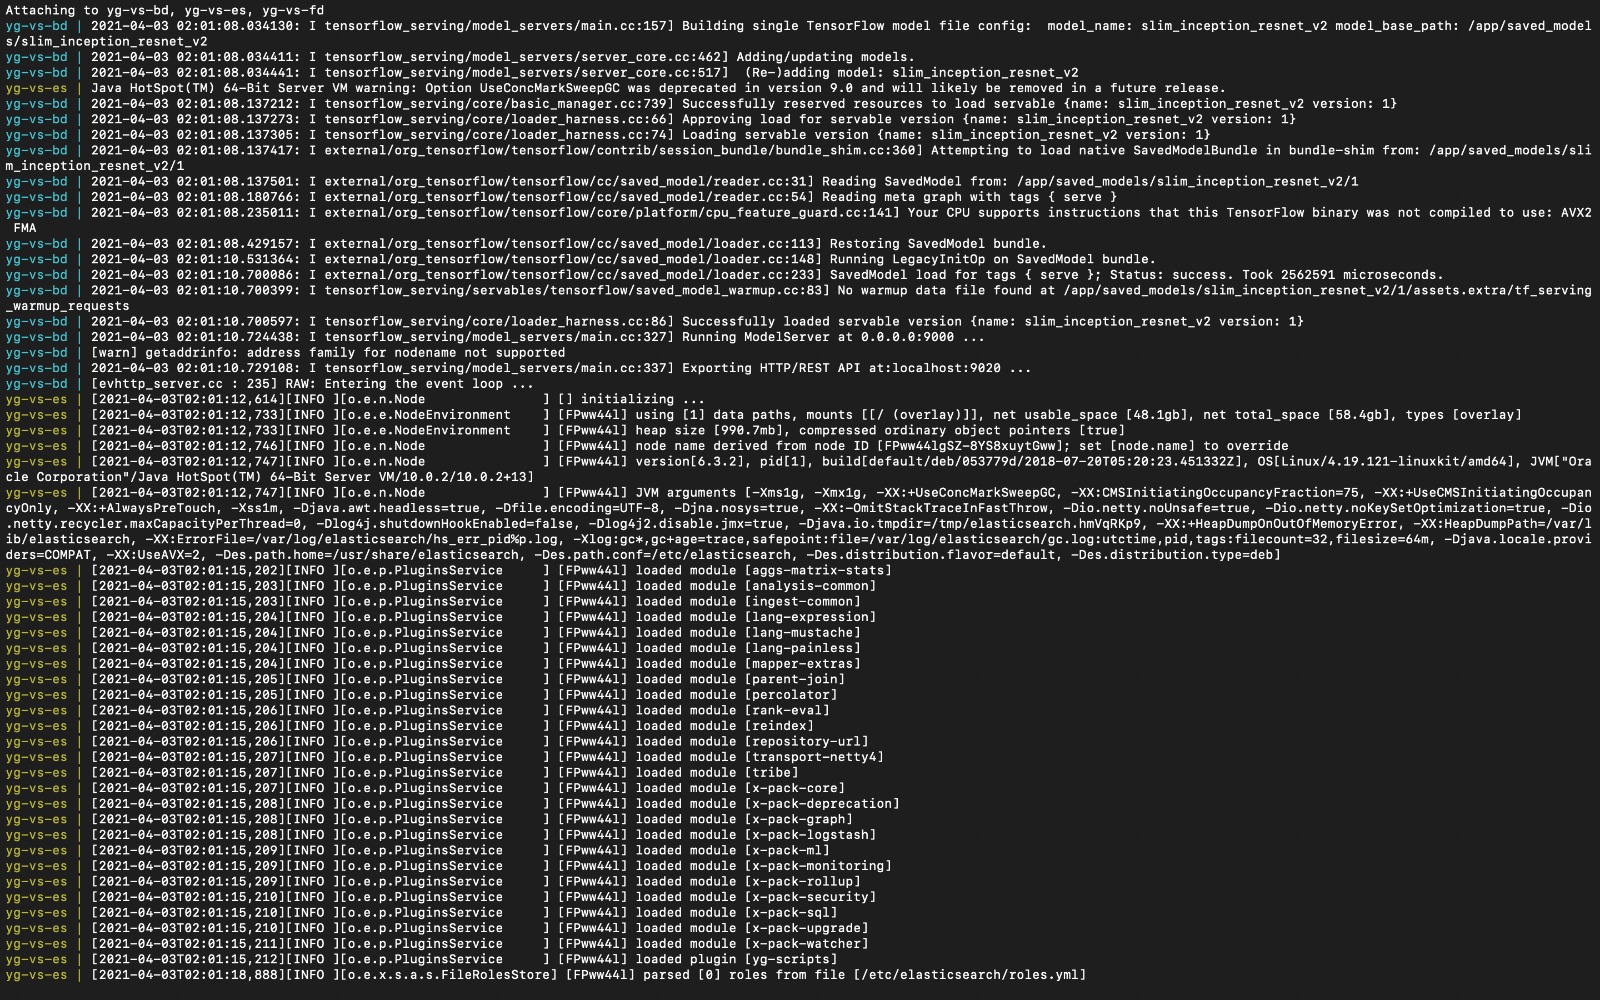 Attaching to yg-vs-bd, yg-vs-es, yg-vs-fd
yg-vs-bd | 2021-04-03 02:01:08.034130: I tensorflow_serving/model_servers/main.cc:157] Building single TensorFlow model file config:  model_name: slim_inception_resnet_v2 model_base_path: /app/saved_model
s/slim_inception_resnet_v2
yg-vs-bd | 2021-04-03 02:01:08.034411: I tensorflow_serving/model_servers/server_core.cc:462] Adding/updating models.
yg-vs-bd | 2021-04-03 02:01:08.034441: I tensorflow_serving/model_servers/server_core.cc:517]  (Re-)adding model: slim_inception_resnet_v2
yg-vs-es | Java HotSpot(TM) 64-Bit Server VM warning: Option UseConcMarkSweepGC was deprecated in version 9.0 and will likely be removed in a future release.
yg-vs-bd | 2021-04-03 02:01:08.137212: I tensorflow_serving/core/basic_manager.cc:739] Successfully reserved resources to load servable {name: slim_inception_resnet_v2 version: 1}
yg-vs-bd | 2021-04-03 02:01:08.137273: I tensorflow_serving/core/loader_harness.cc:66] Approving load for servable version {name: slim_inception_resnet_v2 version: 1}
yg-vs-bd | 2021-04-03 02:01:08.137305: I tensorflow_serving/core/loader_harness.cc:74] Loading servable version {name: slim_inception_resnet_v2 version: 1}
yg-vs-bd | 2021-04-03 02:01:08.137417: I external/org_tensorflow/tensorflow/contrib/session_bundle/bundle_shim.cc:360] Attempting to load native SavedModelBundle in bundle-shim from: /app/saved_models/sli
m_inception_resnet_v2/1
yg-vs-bd | 2021-04-03 02:01:08.137501: I external/org_tensorflow/tensorflow/cc/saved_model/reader.cc:31] Reading SavedModel from: /app/saved_models/slim_inception_resnet_v2/1
yg-vs-bd | 2021-04-03 02:01:08.180766: I external/org_tensorflow/tensorflow/cc/saved_model/reader.cc:54] Reading meta graph with tags { serve }
yg-vs-bd | 2021-04-03 02:01:08.235011: I external/org_tensorflow/tensorflow/core/platform/cpu_feature_guard.cc:141] Your CPU supports instructions that this TensorFlow binary was not compiled to use: AVX2
 FMA
yg-vs-bd | 2021-04-03 02:01:08.429157: I external/org_tensorflow/tensorflow/cc/saved_model/loader.cc:113] Restoring SavedModel bundle.
yg-vs-bd | 2021-04-03 02:01:10.531364: I external/org_tensorflow/tensorflow/cc/saved_model/loader.cc:148] Running LegacyInitOp on SavedModel bundle.
yg-vs-bd | 2021-04-03 02:01:10.700086: I external/org_tensorflow/tensorflow/cc/saved_model/loader.cc:233] SavedModel load for tags { serve }; Status: success. Took 2562591 microseconds.
yg-vs-bd | 2021-04-03 02:01:10.700399: I tensorflow_serving/servables/tensorflow/saved_model_warmup.cc:83] No warmup data file found at /app/saved_models/slim_inception_resnet_v2/1/assets.extra/tf_serving
_warmup_requests
yg-vs-bd | 2021-04-03 02:01:10.700597: I tensorflow_serving/core/loader_harness.cc:86] Successfully loaded servable version {name: slim_inception_resnet_v2 version: 1}
yg-vs-bd | 2021-04-03 02:01:10.724438: I tensorflow_serving/model_servers/main.cc:327] Running ModelServer at 0.0.0.0:9000 ...
yg-vs-bd | [warn] getaddrinfo: address family for nodename not supported
yg-vs-bd | 2021-04-03 02:01:10.729108: I tensorflow_serving/model_servers/main.cc:337] Exporting HTTP/REST API at:localhost:9020 ...
yg-vs-bd | [evhttp_server.cc : 235] RAW: Entering the event loop ...
yg-vs-es | [2021-04-03T02:01:12,614][INFO ][o.e.n.Node               ] [] initializing ...
yg-vs-es | [2021-04-03T02:01:12,733][INFO ][o.e.e.NodeEnvironment    ] [FPww44l] using [1] data paths, mounts [[/ (overlay)]], net usable_space [48.1gb], net total_space [58.4gb], types [overlay]
yg-vs-es | [2021-04-03T02:01:12,733][INFO ][o.e.e.NodeEnvironment    ] [FPww44l] heap size [990.7mb], compressed ordinary object pointers [true]
yg-vs-es | [2021-04-03T02:01:12,746][INFO ][o.e.n.Node               ] [FPww44l] node name derived from node ID [FPww44lgSZ-8YS8xuytGww]; set [node.name] to override
yg-vs-es | [2021-04-03T02:01:12,747][INFO ][o.e.n.Node               ] [FPww44l] version[6.3.2], pid[1], build[default/deb/053779d/2018-07-20T05:20:23.451332Z], OS[Linux/4.19.121-linuxkit/amd64], JVM["Ora
cle Corporation"/Java HotSpot(TM) 64-Bit Server VM/10.0.2/10.0.2+13]
yg-vs-es | [2021-04-03T02:01:12,747][INFO ][o.e.n.Node               ] [FPww44l] JVM arguments [-Xms1g, -Xmx1g, -XX:+UseConcMarkSweepGC, -XX:CMSInitiatingOccupancyFraction=75, -XX:+UseCMSInitiatingOccupan
cyOnly, -XX:+AlwaysPreTouch, -Xss1m, -Djava.awt.headless=true, -Dfile.encoding=UTF-8, -Djna.nosys=true, -XX:-OmitStackTraceInFastThrow, -Dio.netty.noUnsafe=true, -Dio.netty.noKeySetOptimization=true, -Dio
.netty.recycler.maxCapacityPerThread=0, -Dlog4j.shutdownHookEnabled=false, -Dlog4j2.disable.jmx=true, -Djava.io.tmpdir=/tmp/elasticsearch.hmVqRKp9, -XX:+HeapDumpOnOutOfMemoryError, -XX:HeapDumpPath=/var/l
ib/elasticsearch, -XX:ErrorFile=/var/log/elasticsearch/hs_err_pid%p.log, -Xlog:gc*,gc+age=trace,safepoint:file=/var/log/elasticsearch/gc.log:utctime,pid,tags:filecount=32,filesize=64m, -Djava.locale.provi
ders=COMPAT, -XX:UseAVX=2, -Des.path.home=/usr/share/elasticsearch, -Des.path.conf=/etc/elasticsearch, -Des.distribution.flavor=default, -Des.distribution.type=deb]
yg-vs-es | [2021-04-03T02:01:15,202][INFO ][o.e.p.PluginsService     ] [FPww44l] loaded module [aggs-matrix-stats]
yg-vs-es | [2021-04-03T02:01:15,203][INFO ][o.e.p.PluginsService     ] [FPww44l] loaded module [analysis-common]
yg-vs-es | [2021-04-03T02:01:15,203][INFO ][o.e.p.PluginsService     ] [FPww44l] loaded module [ingest-common]
yg-vs-es | [2021-04-03T02:01:15,204][INFO ][o.e.p.PluginsService     ] [FPww44l] loaded module [lang-expression]
yg-vs-es | [2021-04-03T02:01:15,204][INFO ][o.e.p.PluginsService     ] [FPww44l] loaded module [lang-mustache]
yg-vs-es | [2021-04-03T02:01:15,204][INFO ][o.e.p.PluginsService     ] [FPww44l] loaded module [lang-painless]
yg-vs-es | [2021-04-03T02:01:15,204][INFO ][o.e.p.PluginsService     ] [FPww44l] loaded module [mapper-extras]
yg-vs-es | [2021-04-03T02:01:15,205][INFO ][o.e.p.PluginsService     ] [FPww44l] loaded module [parent-join]
yg-vs-es | [2021-04-03T02:01:15,205][INFO ][o.e.p.PluginsService     ] [FPww44l] loaded module [percolator]
yg-vs-es | [2021-04-03T02:01:15,206][INFO ][o.e.p.PluginsService     ] [FPww44l] loaded module [rank-eval]
yg-vs-es | [2021-04-03T02:01:15,206][INFO ][o.e.p.PluginsService     ] [FPww44l] loaded module [reindex]
yg-vs-es | [2021-04-03T02:01:15,206][INFO ][o.e.p.PluginsService     ] [FPww44l] loaded module [repository-url]
yg-vs-es | [2021-04-03T02:01:15,207][INFO ][o.e.p.PluginsService     ] [FPww44l] loaded module [transport-netty4]
yg-vs-es | [2021-04-03T02:01:15,207][INFO ][o.e.p.PluginsService     ] [FPww44l] loaded module [tribe]
yg-vs-es | [2021-04-03T02:01:15,207][INFO ][o.e.p.PluginsService     ] [FPww44l] loaded module [x-pack-core]
yg-vs-es | [2021-04-03T02:01:15,208][INFO ][o.e.p.PluginsService     ] [FPww44l] loaded module [x-pack-deprecation]
yg-vs-es | [2021-04-03T02:01:15,208][INFO ][o.e.p.PluginsService     ] [FPww44l] loaded module [x-pack-graph]
yg-vs-es | [2021-04-03T02:01:15,208][INFO ][o.e.p.PluginsService     ] [FPww44l] loaded module [x-pack-logstash]
yg-vs-es | [2021-04-03T02:01:15,209][INFO ][o.e.p.PluginsService     ] [FPww44l] loaded module [x-pack-ml]
yg-vs-es | [2021-04-03T02:01:15,209][INFO ][o.e.p.PluginsService     ] [FPww44l] loaded module [x-pack-monitoring]
yg-vs-es | [2021-04-03T02:01:15,209][INFO ][o.e.p.PluginsService     ] [FPww44l] loaded module [x-pack-rollup]
yg-vs-es | [2021-04-03T02:01:15,210][INFO ][o.e.p.PluginsService     ] [FPww44l] loaded module [x-pack-security]
yg-vs-es | [2021-04-03T02:01:15,210][INFO ][o.e.p.PluginsService     ] [FPww44l] loaded module [x-pack-sql]
yg-vs-es | [2021-04-03T02:01:15,210][INFO ][o.e.p.PluginsService     ] [FPww44l] loaded module [x-pack-upgrade]
yg-vs-es | [2021-04-03T02:01:15,211][INFO ][o.e.p.PluginsService     ] [FPww44l] loaded module [x-pack-watcher]
yg-vs-es | [2021-04-03T02:01:15,212][INFO ][o.e.p.PluginsService     ] [FPww44l] loaded plugin [yg-scripts]
yg-vs-es | [2021-04-03T02:01:18,888][INFO ][o.e.x.s.a.s.FileRolesStore] [FPww44l] parsed [0] roles from file [/etc/elasticsearch/roles.yml]